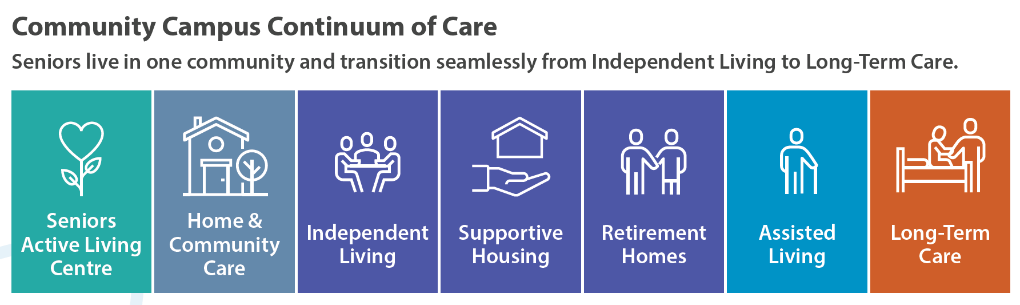 Community Campus Continuum of Care
Seniors live in one community and transition seamlessly from Independent Living to Long-Term Care.
Seniors
Active Living
Centre
Home &
Community
Care
Independent
Living
Supportive
Housing
Retirement
Homes
Assisted
Living
Long-Term
Care